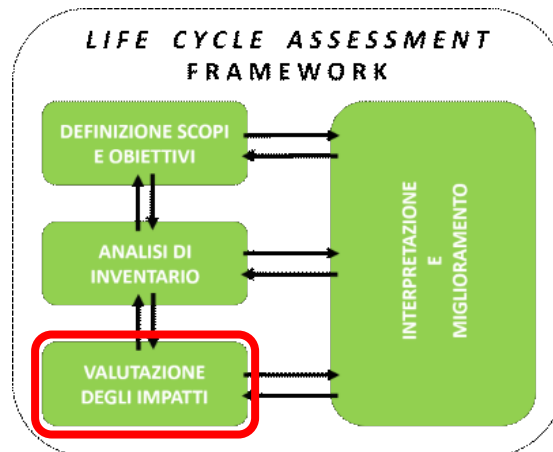 LIFE CYCLE ASSESSMENT
FRAMEWORK
DEFINIZIONE SCOPI
E OBIETTIVI
ANALISI DI
INVENTARIO
VALUTAZIONE
DEGLI IMPATTI
INTERPRETAZIONE
E
MIGLIORAMENTO